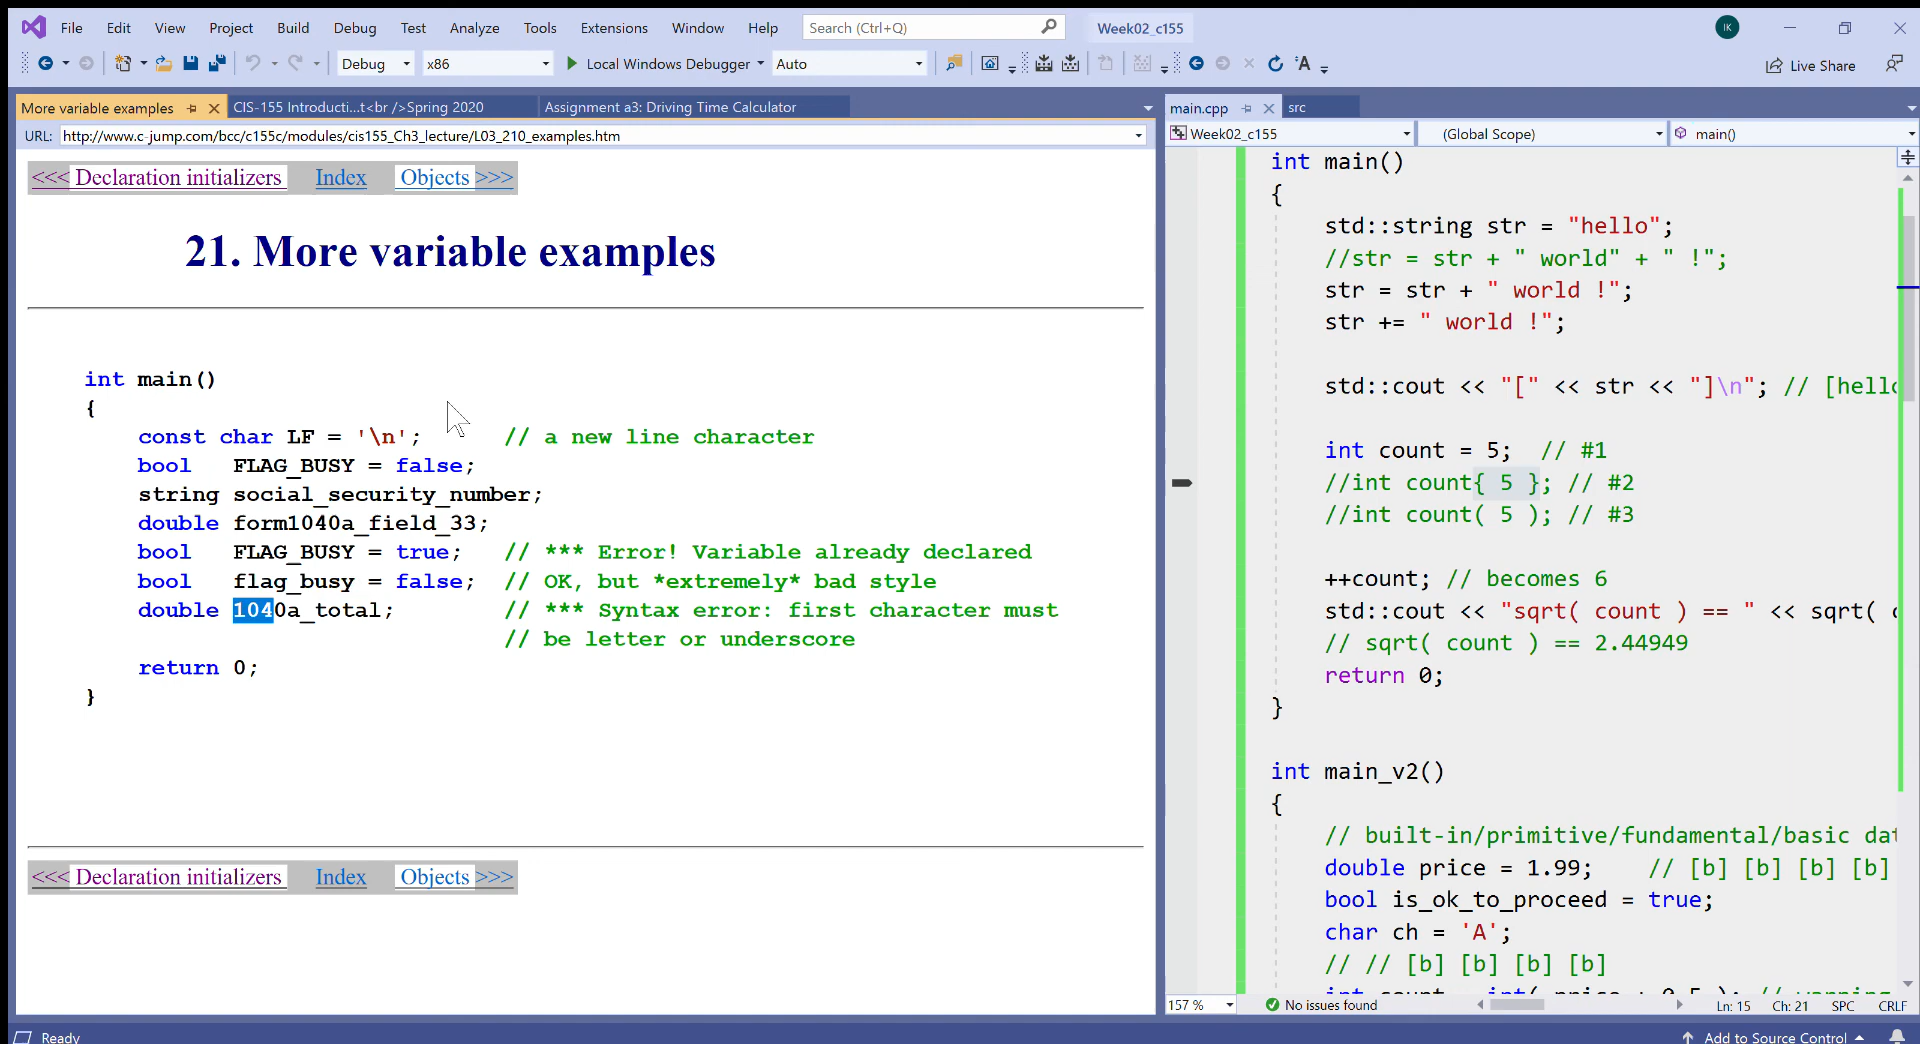 File Edit View Project Build Debug Test Analyze Tools Extensions Window Help Search (Ctrl+Q) Week02_c155 IK
Debug x86 Local Windows Debugger Auto Live Share
More variable examples CIS-155 Introducti...t<br />Spring 2020 Assignment a3: Driving Time Calculator
URL: http://www.c-jump.com/bcc/c155c/modules/cis155_Ch3_lecture/L03_210_examples.htm
<<< Declaration initializers Index Objects >>>
21. More variable examples
int main()
{
const char LF = '\n'; // a new line character
bool FLAG_BUSY = false;
string social_security_number;
double form1040a_field_33;
bool FLAG_BUSY = true; // *** Error! Variable already declared
bool flag_busy = false; // OK, but *extremely* bad style
double 1040a_total; // *** Syntax error: first character must
// be letter or underscore
return 0;
}
<<< Declaration initializers Index Objects >>>
main.cpp src
Week02_c155 (Global Scope) main()
int main()
{
std::string str = "hello";
//str = str + " world" + " !";
str = str + " world !";
str += " world !";
std::cout << "[" << str << "]\n"; // [hello
int count = 5; // #1
//int count{ 5 }; // #2
//int count( 5 ); // #3
++count; // becomes 6
std::cout << "sqrt( count ) == " << sqrt( c
// sqrt( count ) == 2.44949
return 0;
}
int main_v2()
{
// built-in/primitive/fundamental/basic dat
double price = 1.99; // [b] [b] [b] [b]
bool is_ok_to_proceed = true;
char ch = 'A';
// // [b] [b] [b] [b]
157 % No issues found Ln: 15 Ch: 21 SPC CRLF
Ready Add to Source Control